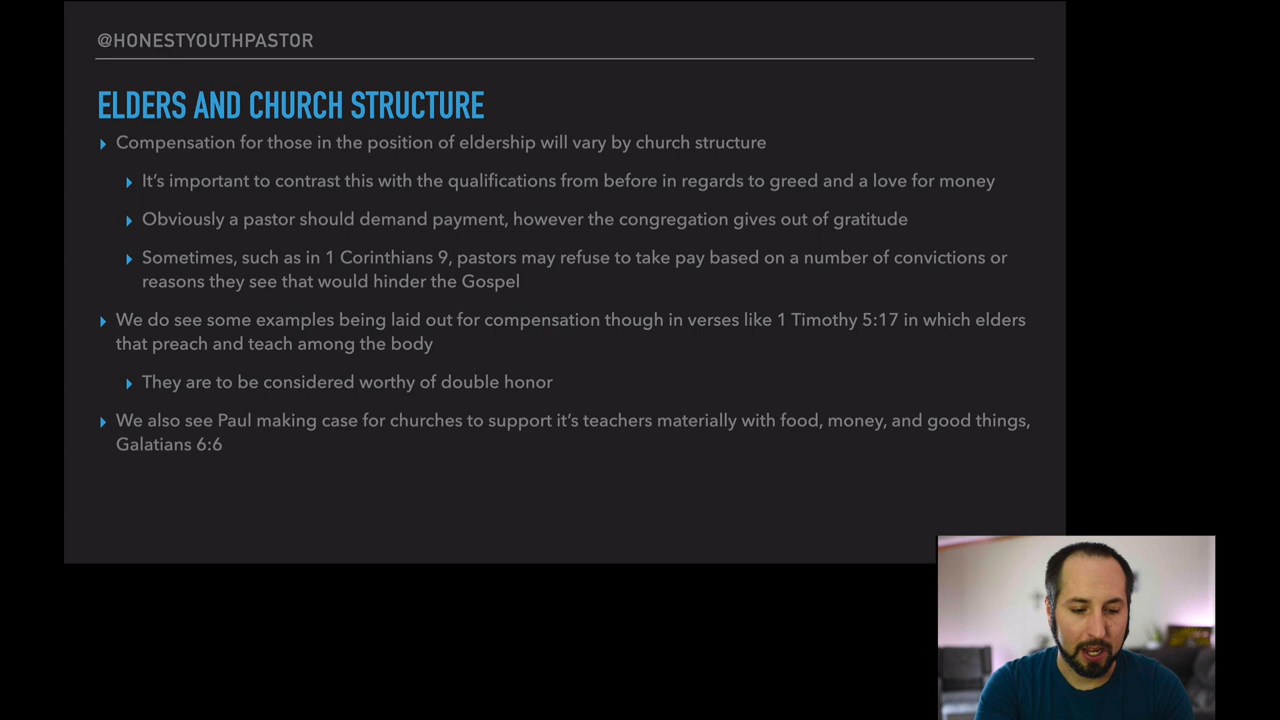 @HONESTYOUTHPASTOR
ELDERS AND CHURCH STRUCTURE
Compensation for those in the position of eldership will vary by church structure
It's important to contrast this with the qualifications from before in regards to greed and a love for money
Obviously a pastor should demand payment, however the congregation gives out of gratitude
Sometimes, such as in 1 Corinthians 9, pastors may refuse to take pay based on a number of convictions or
reasons they see that would hinder the Gospel
We do see some examples being laid out for compensation though in verses like 1 Timothy 5:17 in which elders
that preach and teach among the body
They are to be considered worthy of double honor
We also see Paul making case for churches to support it's teachers materially with food, money, and good things,
Galatians 6:6